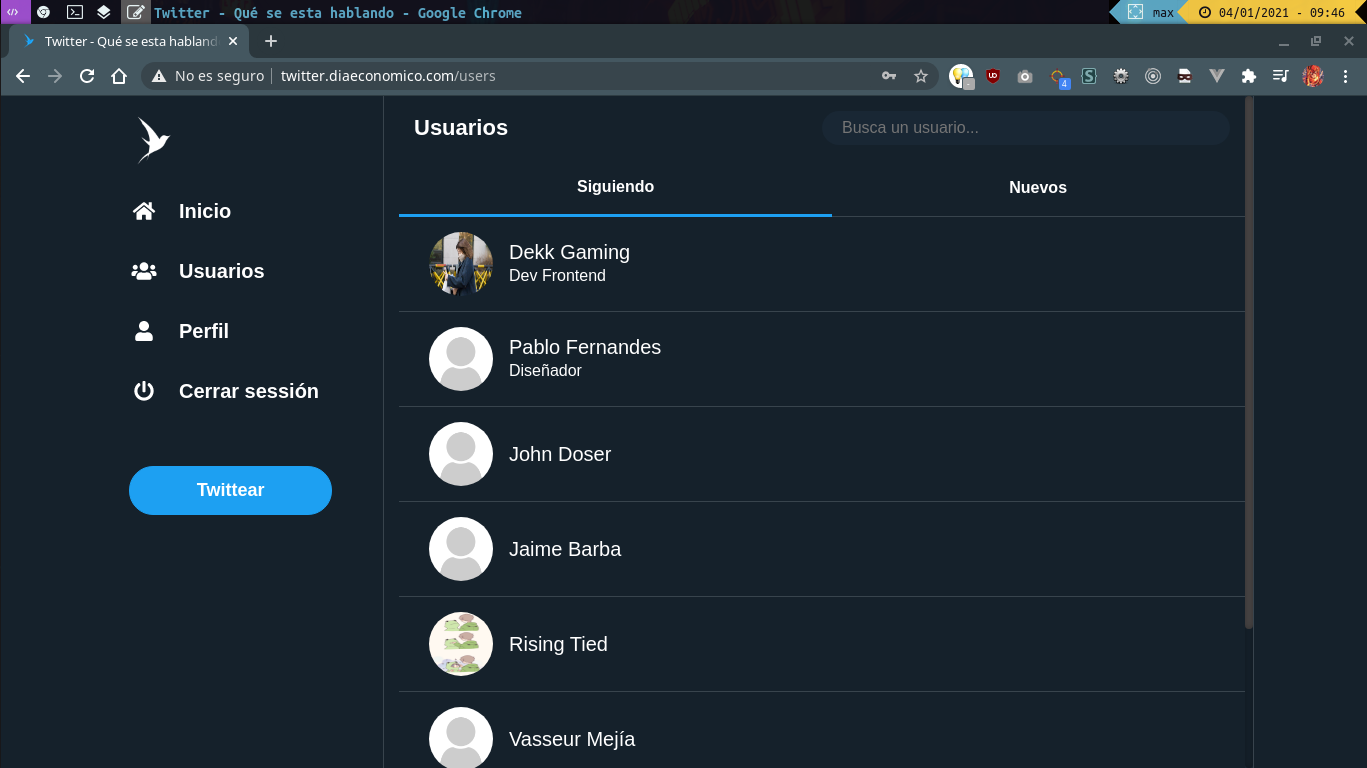 Twitter - Qué se esta hablando - Google Chrome
max
04/01/2021 - 09:46
Twitter - Qué se esta habland
No es seguro
twitter.diaeconomico.com/users
4
Usuarios
Busca un usuario...
Siguiendo
Nuevos
Inicio
Usuarios
Perfil
Cerrar sessión
Twittear
Dekk Gaming
Dev Frontend
Pablo Fernandes
Diseñador
John Doser
Jaime Barba
Rising Tied
Vasseur Mejía